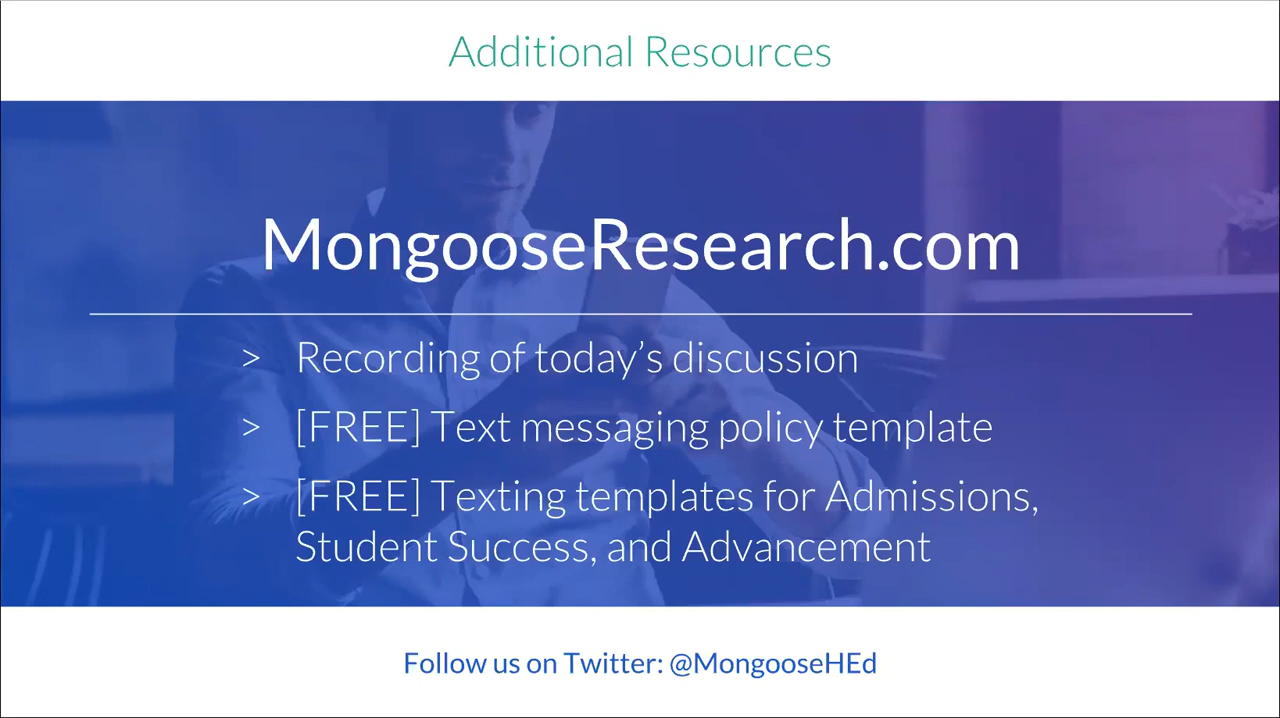 Additional Resources
MongooseResearch.com
> Recording of today’s discussion
> [FREE] Text messaging policy template
> [FREE] Texting templates for Admissions,
Student Success, and Advancement
Follow us on Twitter: @MongooseHEd